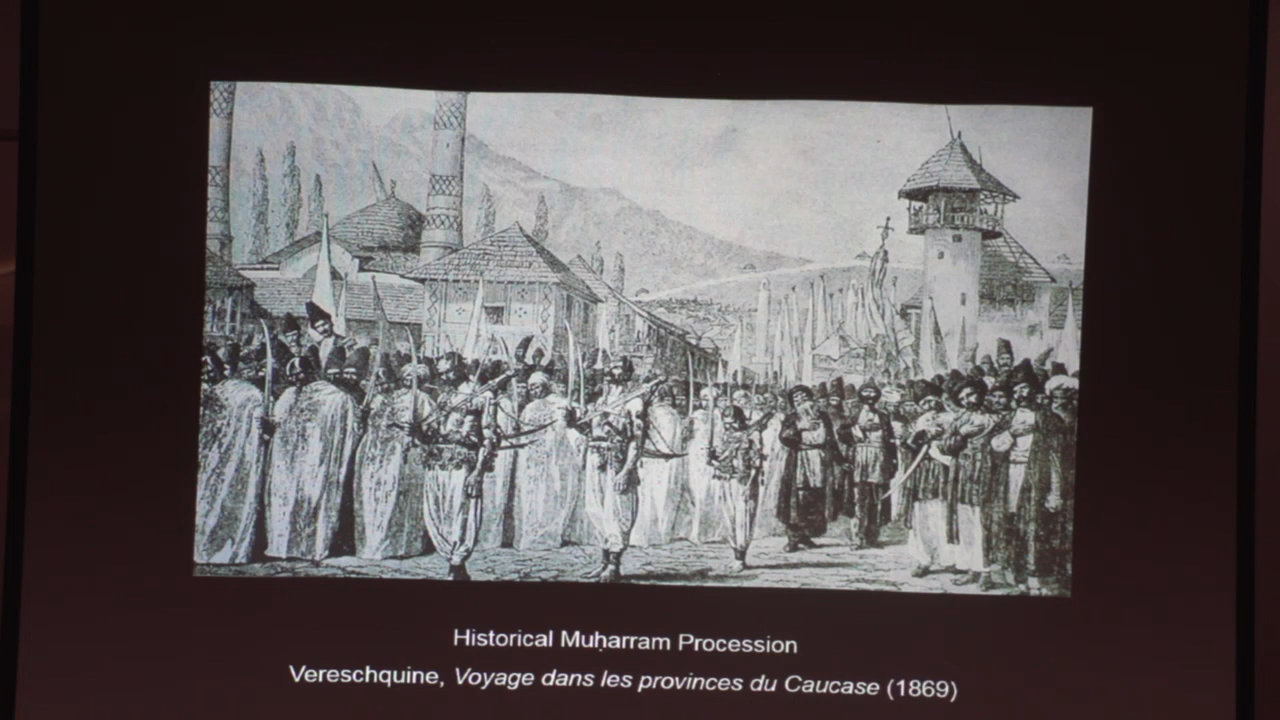 Historical Muḥarram Procession
Vereschquine, Voyage dans les provinces du Caucase (1869)